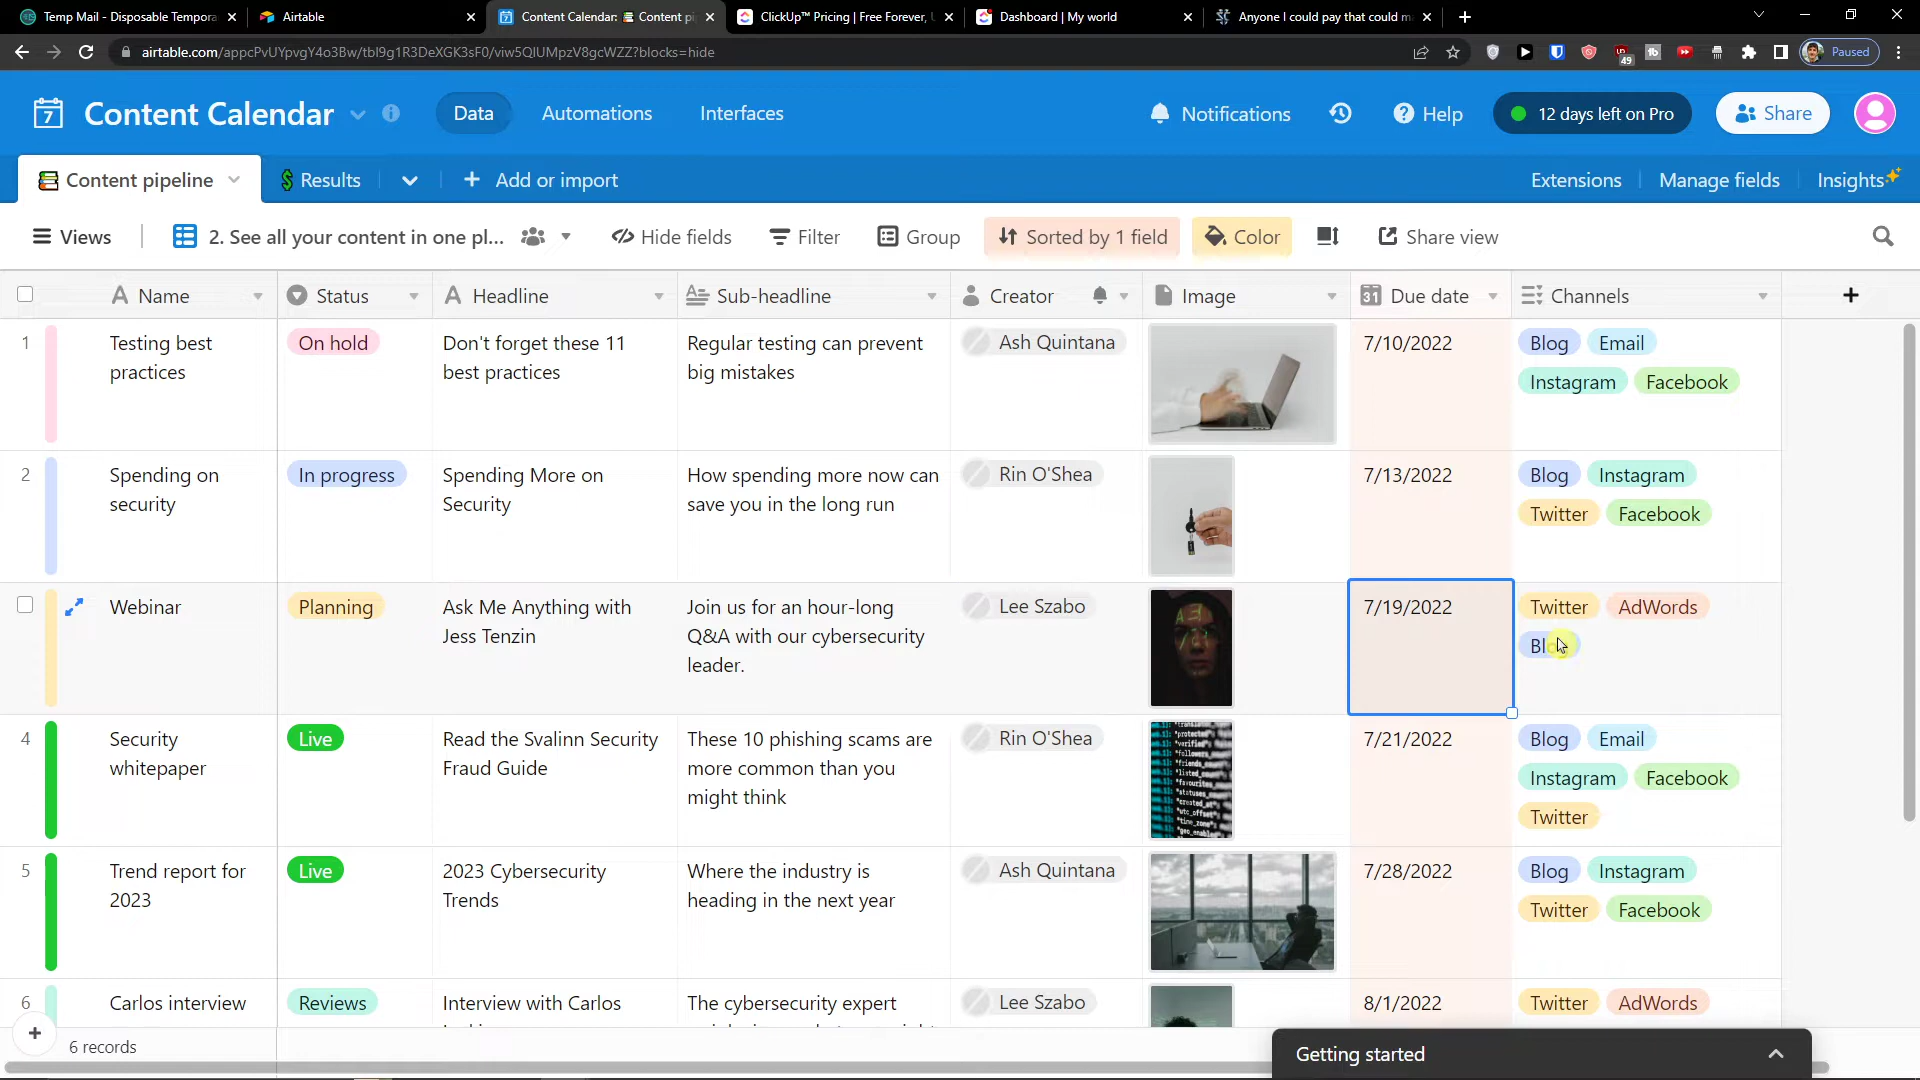 Temp Mail - Disposable Tempora
Airtable
Content Calendar: Content pi
ClickUp™ Pricing | Free Forever, U
Dashboard | My world
Anyone I could pay that could m
airtable.com/appcPvUYpvgY4o3Bw/tbl9g1R3DeXGK3sF0/viw5QlUMpzV8gcWZZ?blocks=hide
49
Paused
7
Content Calendar
Data
Automations
Interfaces
Notifications
Help
12 days left on Pro
Share
Content pipeline
Results
Add or import
Extensions
Manage fields
Insights
Views
2. See all your content in one pl...
Hide fields
Filter
Group
Sorted by 1 field
Color
Share view
Name
Status
Headline
Sub-headline
Creator
Image
31 Due date
Channels
1
Testing best
practices
On hold
Don't forget these 11
best practices
Regular testing can prevent
big mistakes
Ash Quintana
7/10/2022
Blog Email
Instagram Facebook
2
Spending on
security
In progress
Spending More on
Security
How spending more now can
save you in the long run
Rin O'Shea
7/13/2022
Blog Instagram
Twitter Facebook
Webinar
Planning
Ask Me Anything with
Jess Tenzin
Join us for an hour-long
Q&A with our cybersecurity
leader.
Lee Szabo
7/19/2022
Twitter AdWords
Blog
4
Security
whitepaper
Live
Read the Svalinn Security
Fraud Guide
These 10 phishing scams are
more common than you
might think
Rin O'Shea
7/21/2022
Blog Email
Instagram Facebook
Twitter
5
Trend report for
2023
Live
2023 Cybersecurity
Trends
Where the industry is
heading in the next year
Ash Quintana
7/28/2022
Blog Instagram
Twitter Facebook
6
Carlos interview
Reviews
Interview with Carlos
The cybersecurity expert
Lee Szabo
8/1/2022
Twitter AdWords
6 records
Getting started